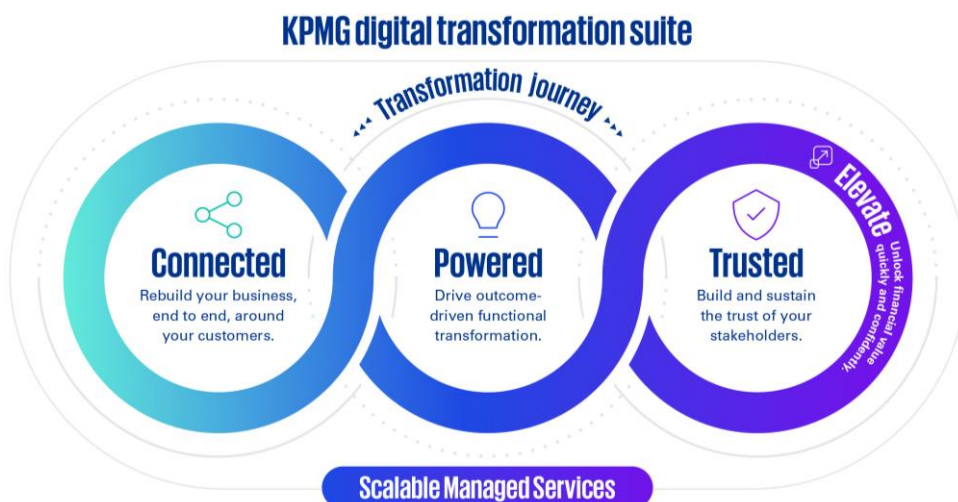 KPMG digital transformation suite
Transformation journey
Connected
Rebuild your business,
end to end, around
your customers.
Powered
Drive outcome-
driven functional
transformation.
Trusted
Build and sustain
the trust of your
stakeholders.
Elevate
Unlock financial value
quickly and confidently.
Scalable Managed Services